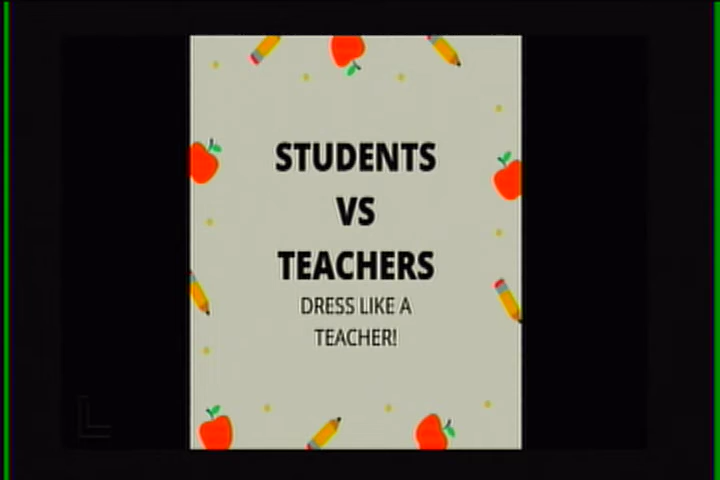 STUDENTS
VS
TEACHERS
DRESS LIKE A
TEACHER!